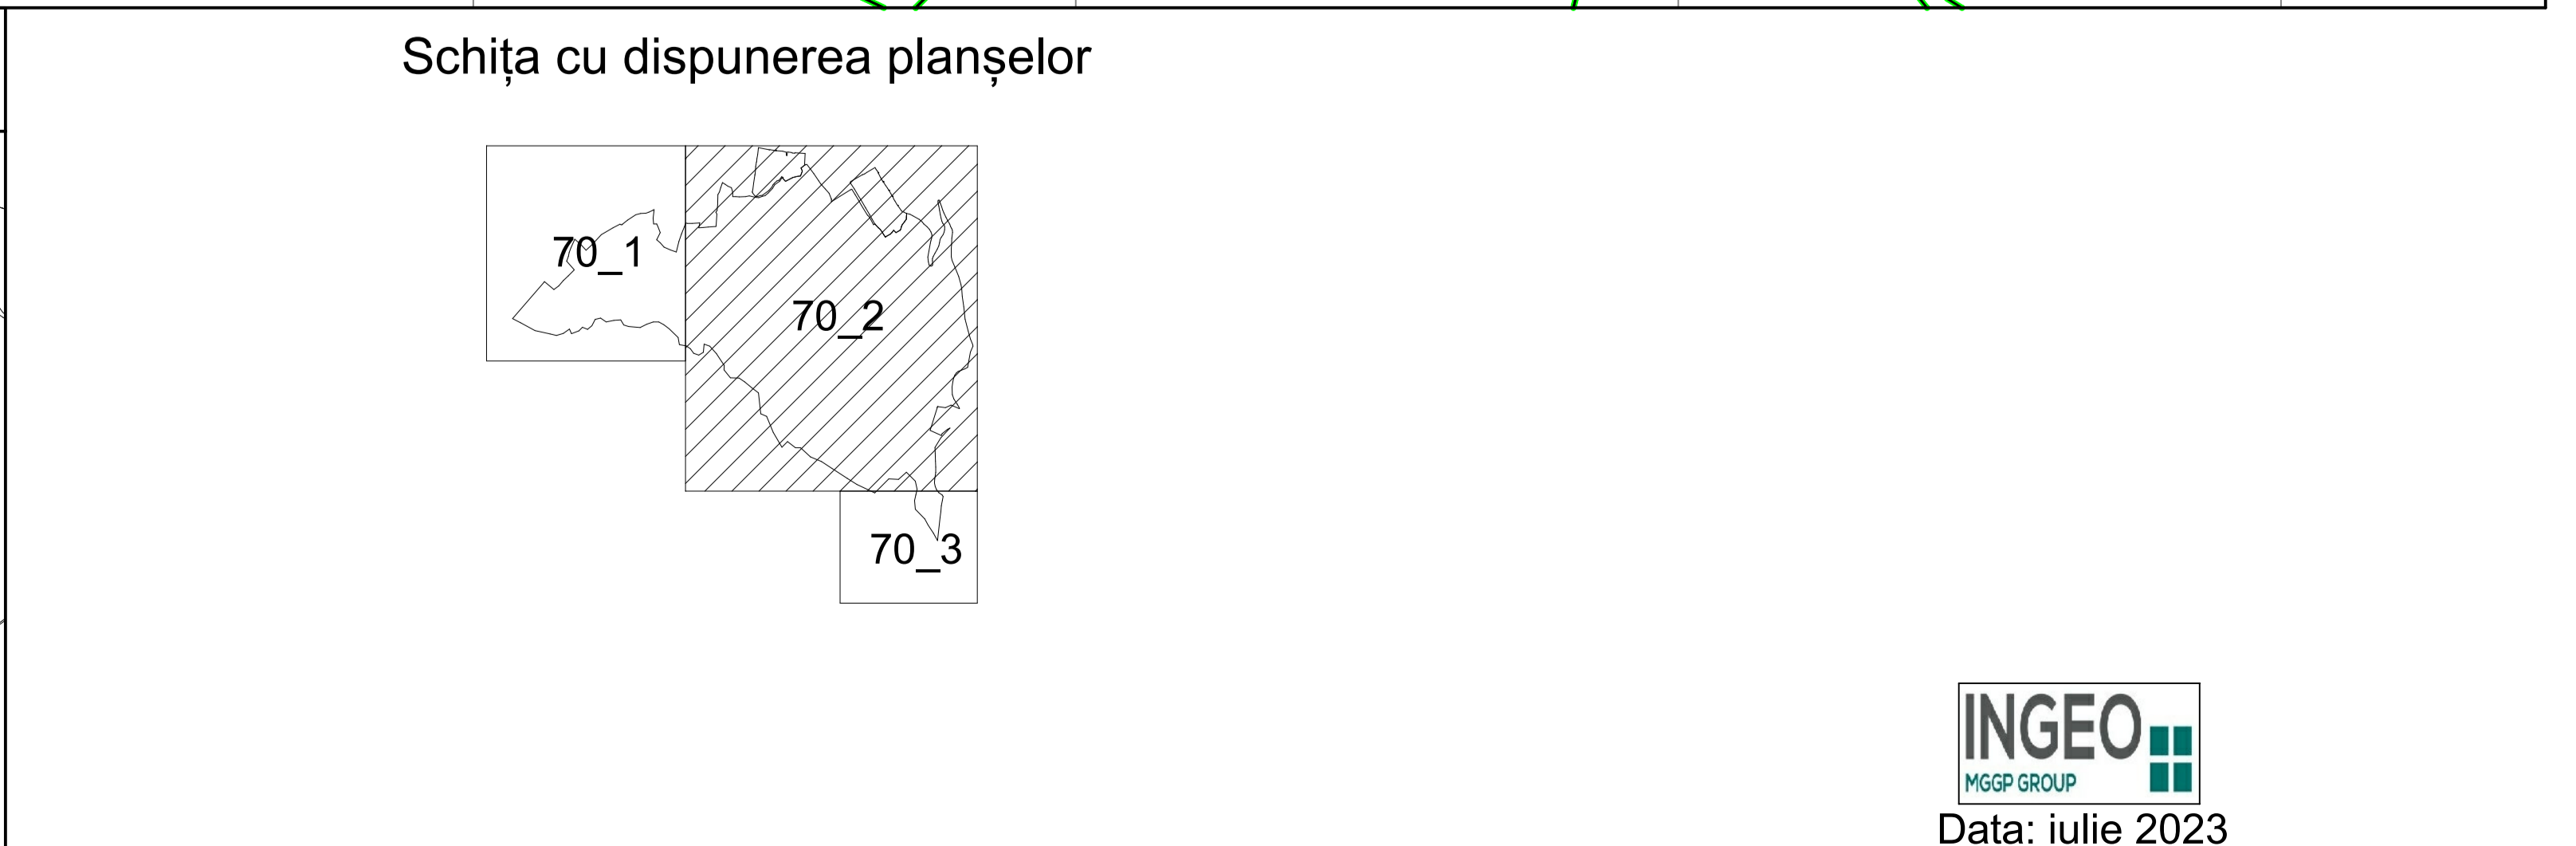 Schița cu dispunerea planșelor
70_1
70_2
70_3
INGEO
MGGP GROUP
Data: iulie 2023